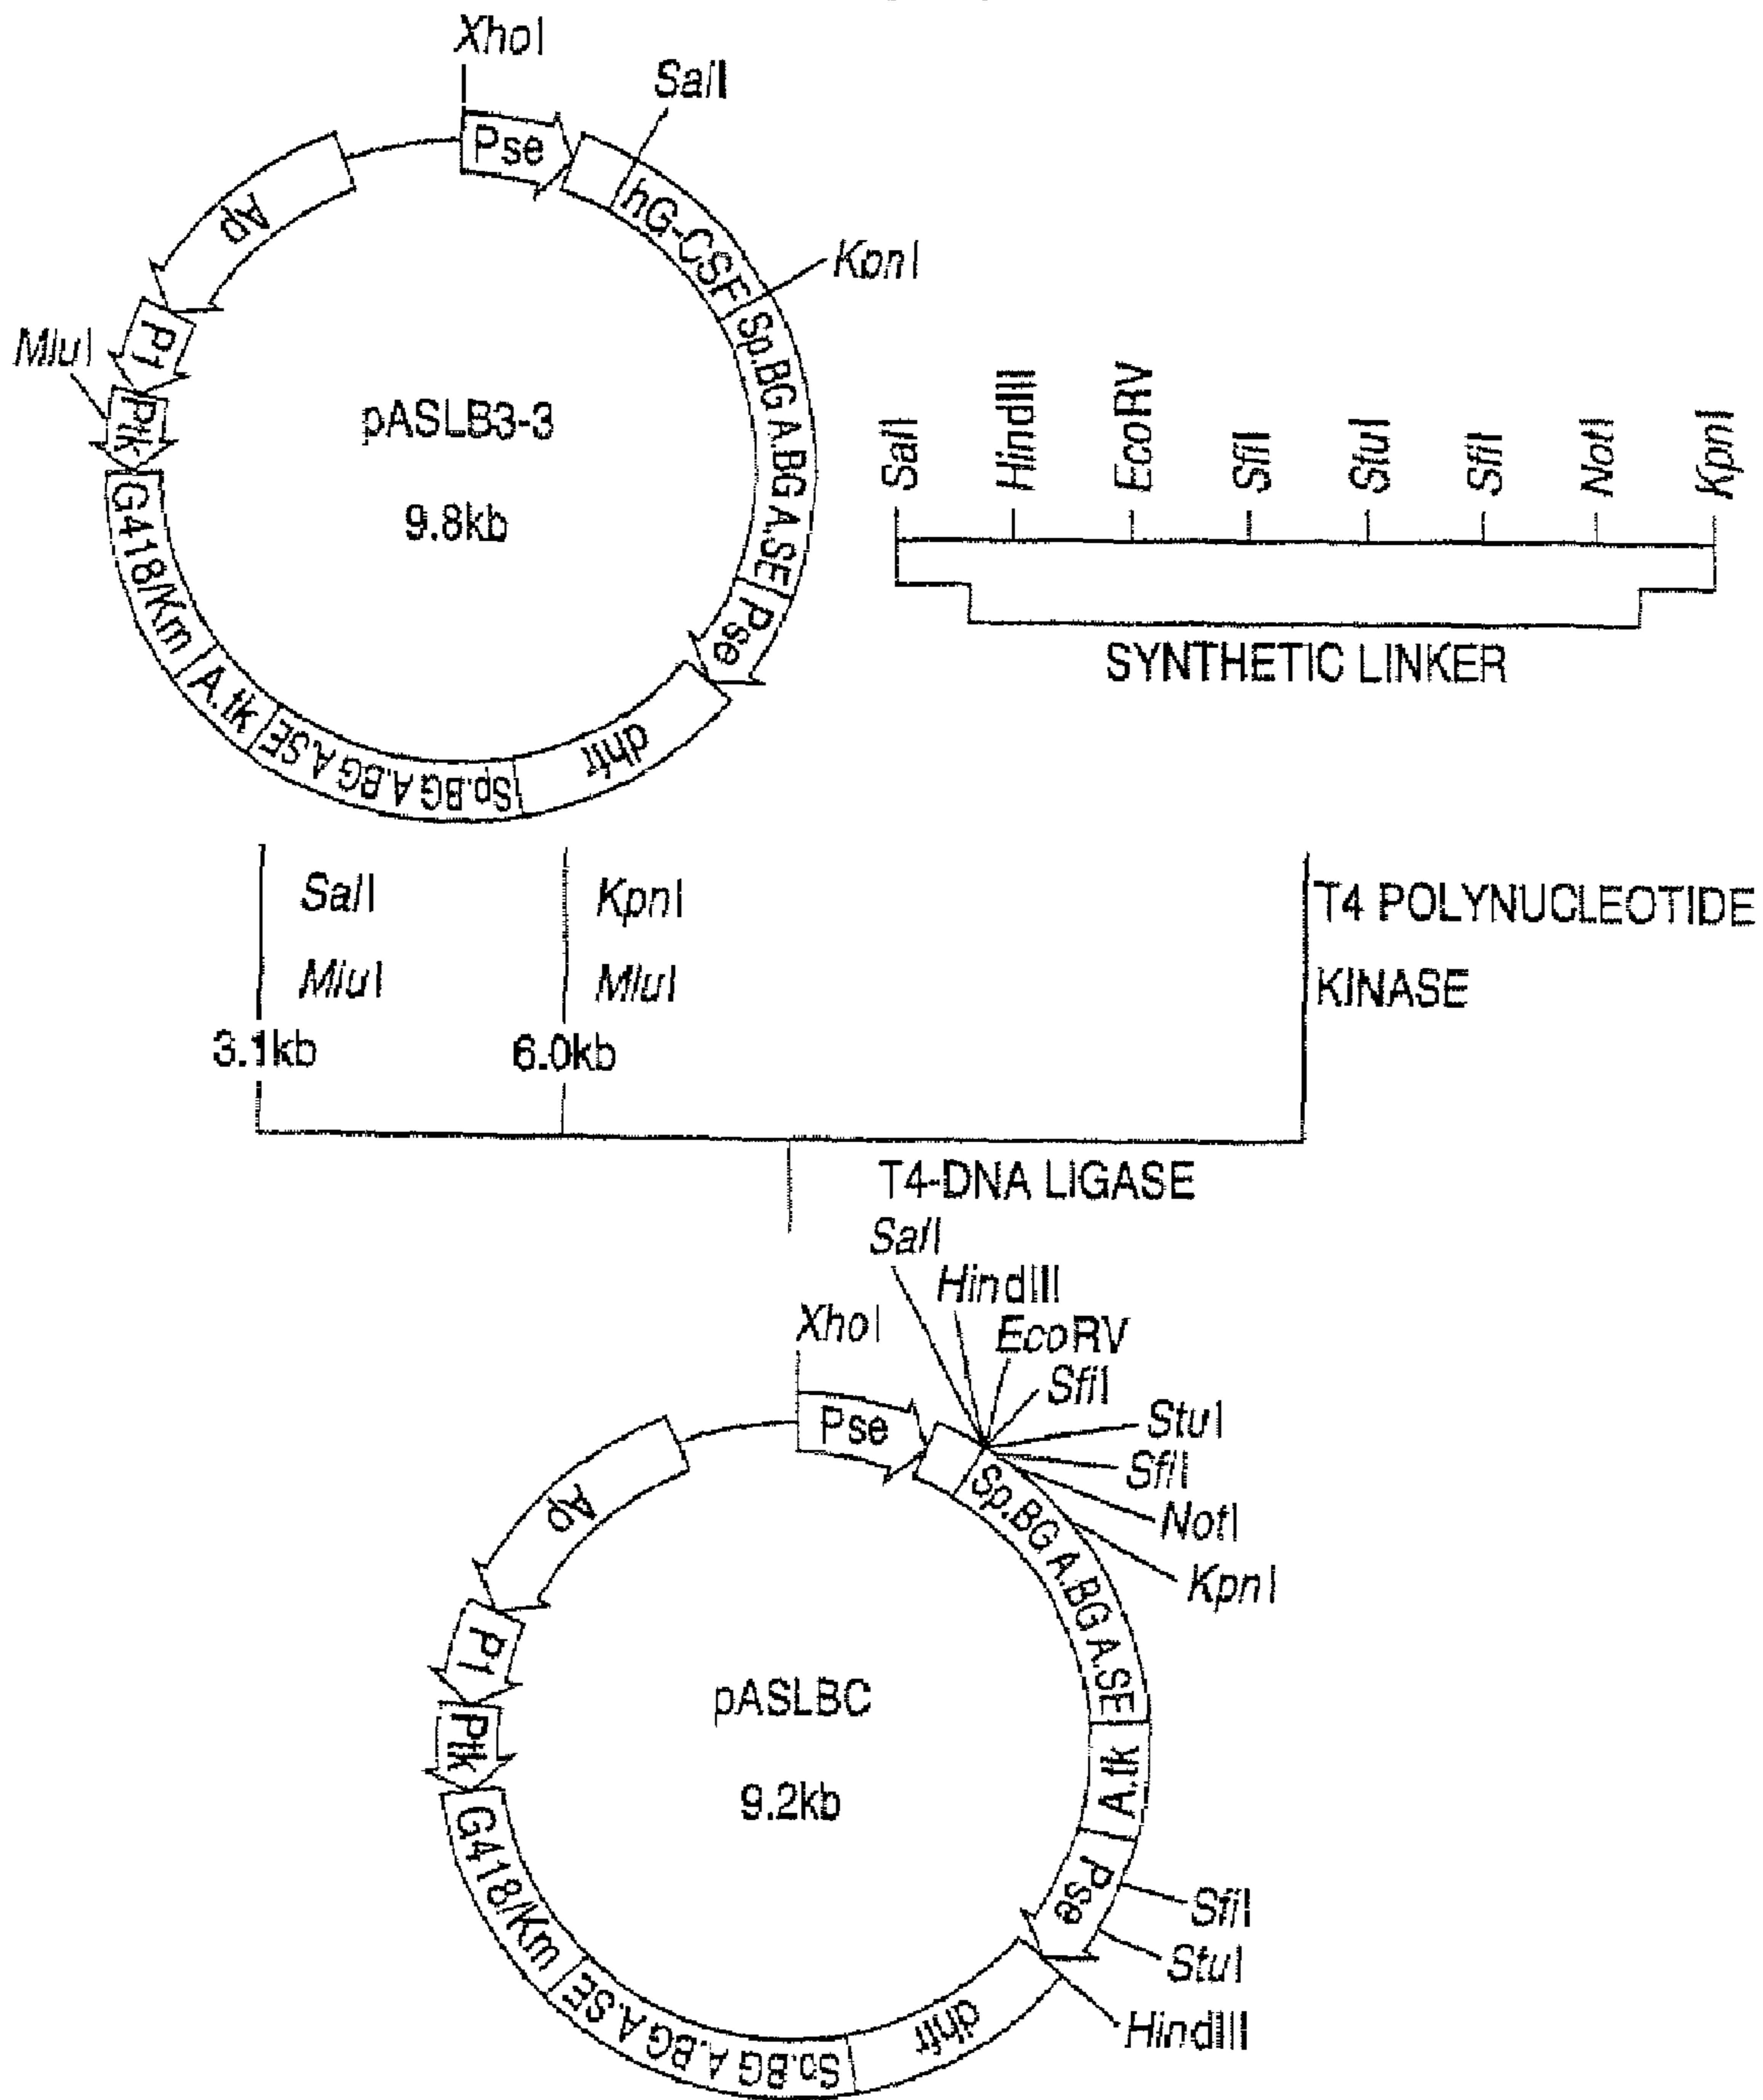 XhoI
SalI
Pse
hG-CSF
KpnI
Ap
P1
MluI
Ptk
Sp.BG A.BG A.SE
pASLB3-3
9.8kb
G418/Km
Pse
A.tk
dhfr
Sp.BG A.BG A.SE
SalI
HindIII
EcoRV
SfiI
StuI
SfiI
NotI
KpnI
SYNTHETIC LINKER
SalI
MluI
3.1kb
KpnI
MluI
6.0kb
T4 POLYNUCLEOTIDE
KINASE
T4-DNA LIGASE
SalI
HindIII
XhoI
EcoRV
SfiI
StuI
SfiI
NotI
KpnI
Pse
Sp.BG A.BG A.SE
Ap
P1
Ptk
pASLBC
9.2kb
A.tk
Pse
SfiI
StuI
HindIII
G418/Km
dhfr
Sp.BG A.BG A.SE